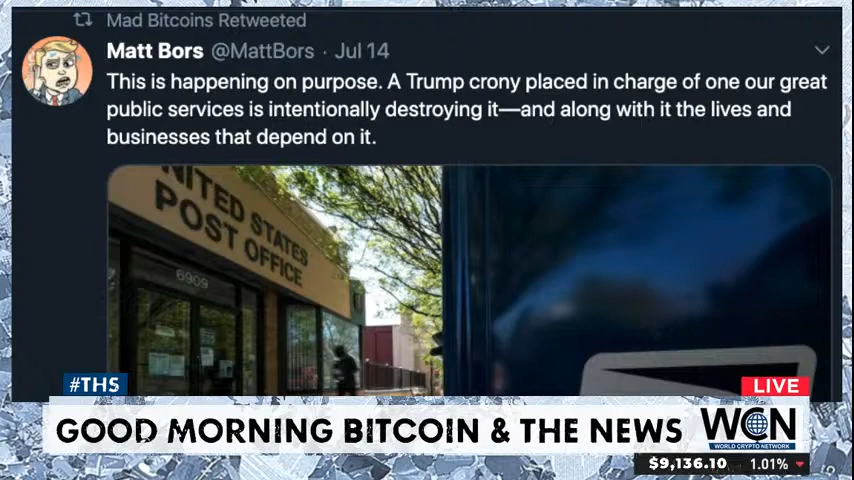 Mad Bitcoins Retweeted
Matt Bors @MattBors · Jul 14
This is happening on purpose. A Trump crony placed in charge of one our great
public services is intentionally destroying it—and along with it the lives and
businesses that depend on it.
UNITED STATES
POST OFFICE
6909
#THS
LIVE
GOOD MORNING BITCOIN & THE NEWS
WCN
WORLD CRYPTO NETWORK
$9,136.10 1.01%